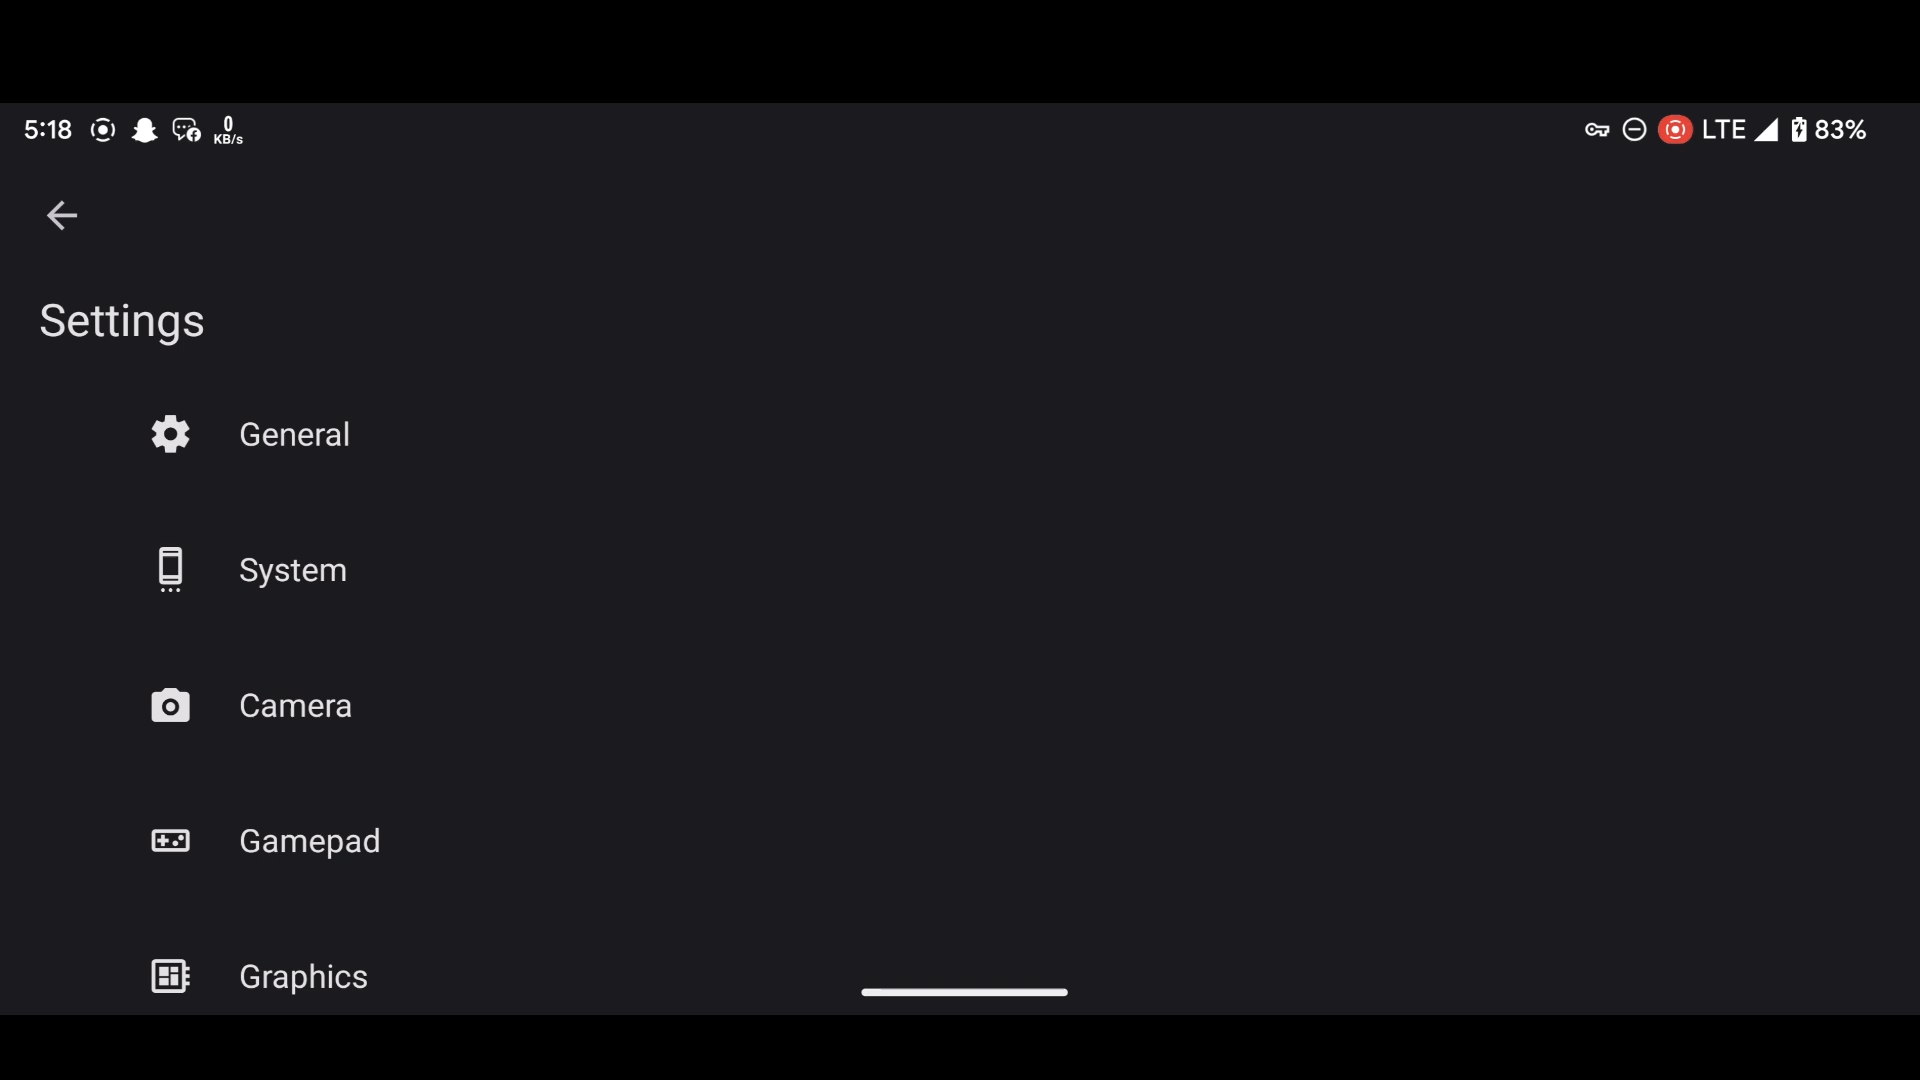 5:18 0 KB/s LTE 83%
Settings
General
System
Camera
Gamepad
Graphics